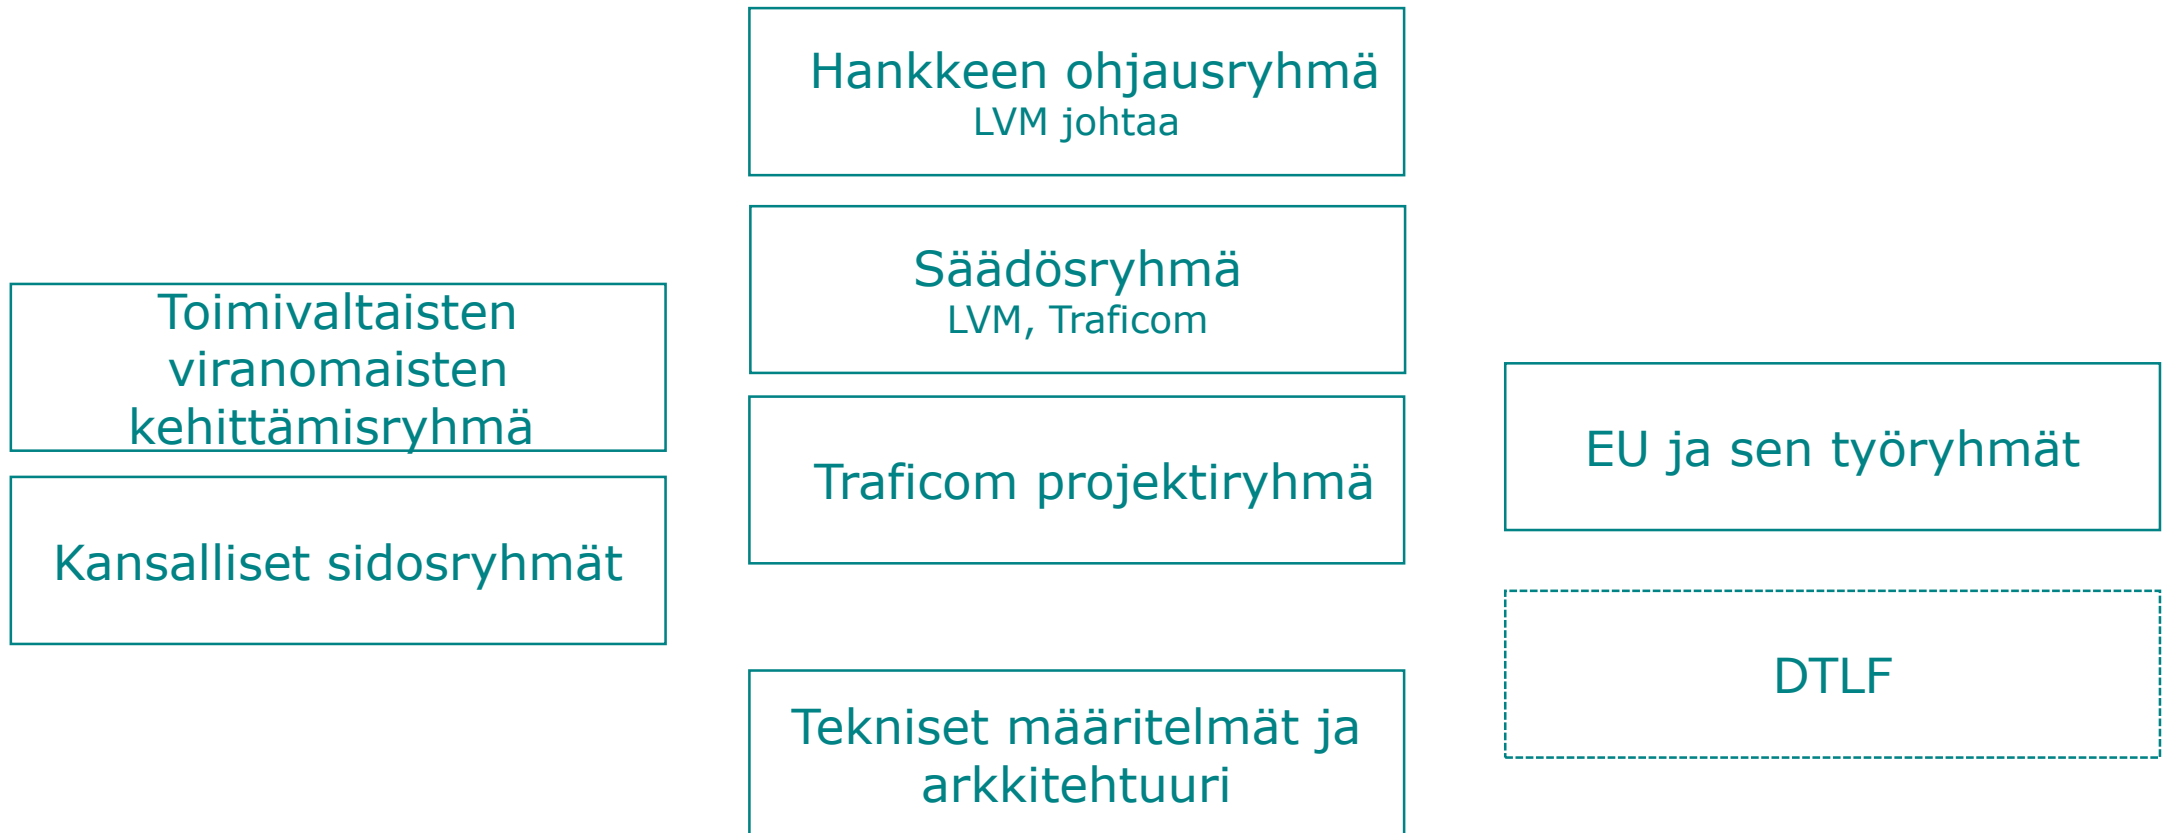 Hankkeen ohjausryhmä
LVM johtaa
Säädösryhmä
LVM, Traficom
Toimivaltaisten
viranomaisten
kehittämisryhmä
Traficom projektiryhmä
EU ja sen työryhmät
Kansalliset sidosryhmät
DTLF
Tekniset määritelmät ja
arkkitehtuuri